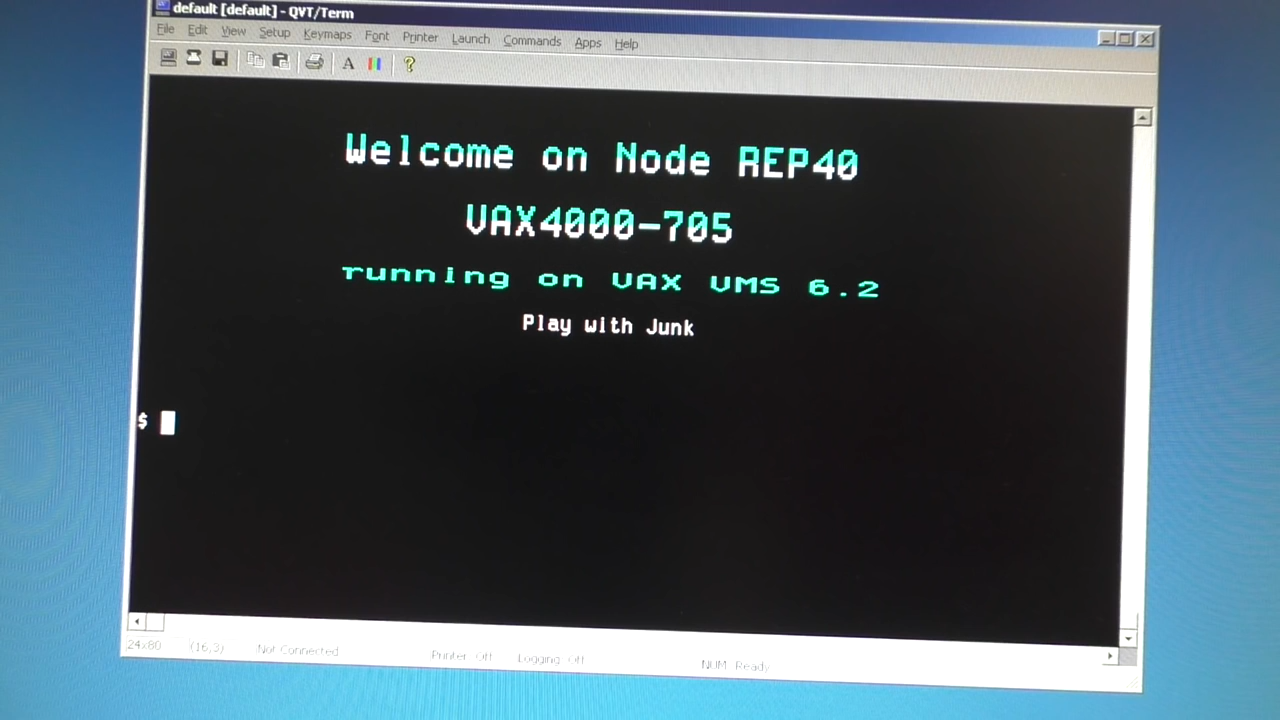 default [default] - QVT/Term
File Edit View Setup Keymaps Font Printer Launch Commands Apps Help
Welcome on Node REP40
VAX4000-705
running on VAX VMS 6.2
Play with Junk
$
24x80 (16,3) Not Connected Printer Off Logging Off NUM Ready